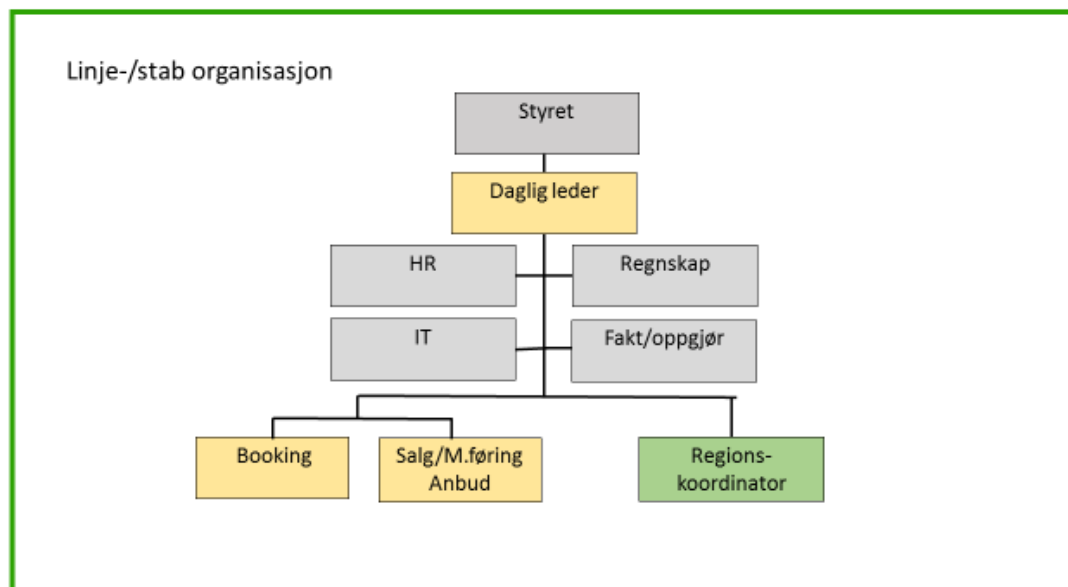 Linje-/stab organisasjon
Styret
Daglig leder
HR
Regnskap
IT
Fakt/oppgjør
Booking
Salg/M.føring
Anbud
Regions-
koordinator